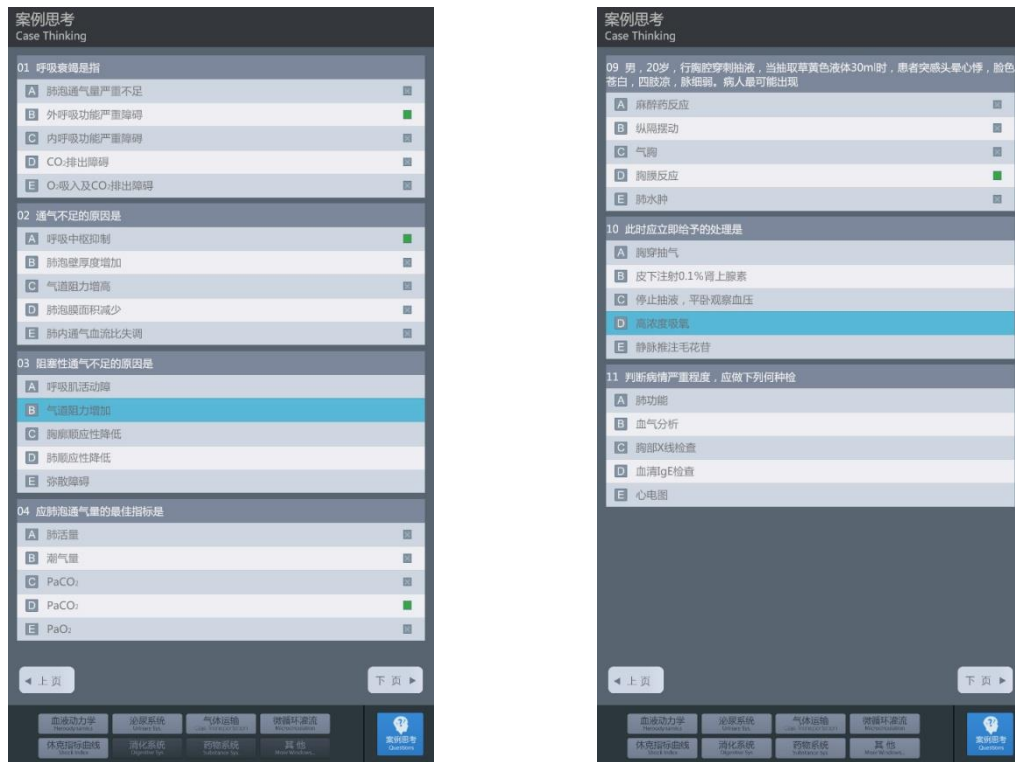 案例思考
Case Thinking
01 呼吸衰竭是指
A 肺泡通气量严重不足
B 外呼吸功能严重障碍
C 内呼吸功能严重障碍
D CO₂排出障碍
E O₂吸入及CO₂排出障碍
02 通气不足的原因是
A 呼吸中枢抑制
B 肺泡壁厚度增加
C 气道阻力增高
D 肺泡膜面积减少
E 肺内通气血流比失调
03 阻塞性通气不足的原因是
A 呼吸肌活动障
B 气道阻力增加
C 胸廓顺应性降低
D 肺顺应性降低
E 弥散障碍
04 应肺泡通气量的最佳指标是
A 肺活量
B 潮气量
C PaCO₂
D PaCO₂
E PaO₂
上页
下页
血液动力学
泌尿系统
气体运输
微循环灌流
休克指标曲线
消化系统
药物系统
其他
案例思考
Questions
案例思考
Case Thinking
09 男，20岁，行胸腔穿刺抽液，当抽取草黄色液体30ml时，患者突感头晕心悸，脸色
苍白，四肢凉，脉细弱。病人最可能出现
A 麻醉药反应
B 纵隔摆动
C 气胸
D 胸膜反应
E 肺水肿
10 此时应立即给予的处理是
A 胸穿抽气
B 皮下注射0.1%肾上腺素
C 停止抽液，平卧观察血压
D 高浓度吸氧
E 静脉推注毛花苷
11 判断病情严重程度，应做下列何种检
A 肺功能
B 血气分析
C 胸部X线检查
D 血清IgE检查
E 心电图
上页
下页
血液动力学
泌尿系统
气体运输
微循环灌流
休克指标曲线
消化系统
药物系统
其他
案例思考
Questions